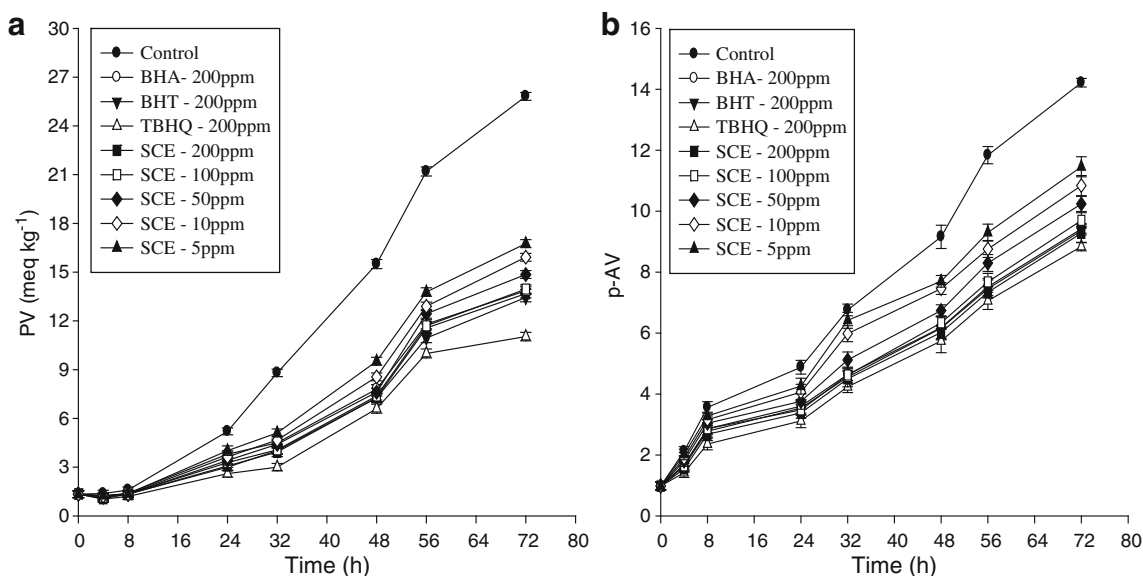 a
PV (meq kg⁻¹)
30
27
24
21
18
15
12
9
6
3
0
Control
BHA- 200ppm
BHT - 200ppm
TBHQ - 200ppm
SCE - 200ppm
SCE - 100ppm
SCE - 50ppm
SCE - 10ppm
SCE - 5ppm
0 8 16 24 32 40 48 56 64 72 80
Time (h)
b
p-AV
16
14
12
10
8
6
4
2
0
Control
BHA- 200ppm
BHT - 200ppm
TBHQ - 200ppm
SCE - 200ppm
SCE - 100ppm
SCE - 50ppm
SCE - 10ppm
SCE - 5ppm
0 8 16 24 32 40 48 56 64 72 80
Time (h)